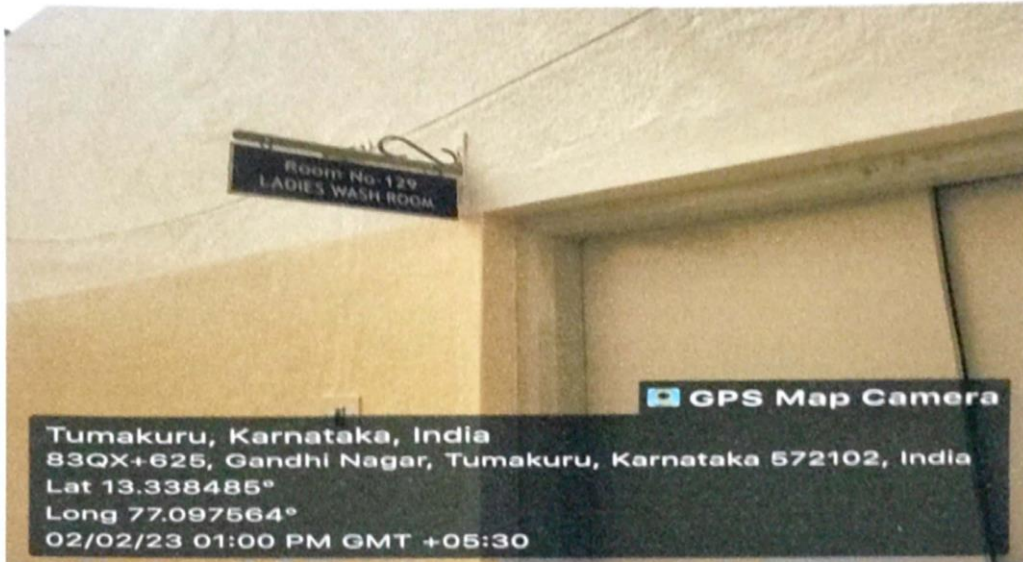 Room No-129
LADIES WASH ROOM
GPS Map Camera
Tumakuru, Karnataka, India
83QX+625, Gandhi Nagar, Tumakuru, Karnataka 572102, India
Lat 13.338485°
Long 77.097564°
02/02/23 01:00 PM GMT +05:30